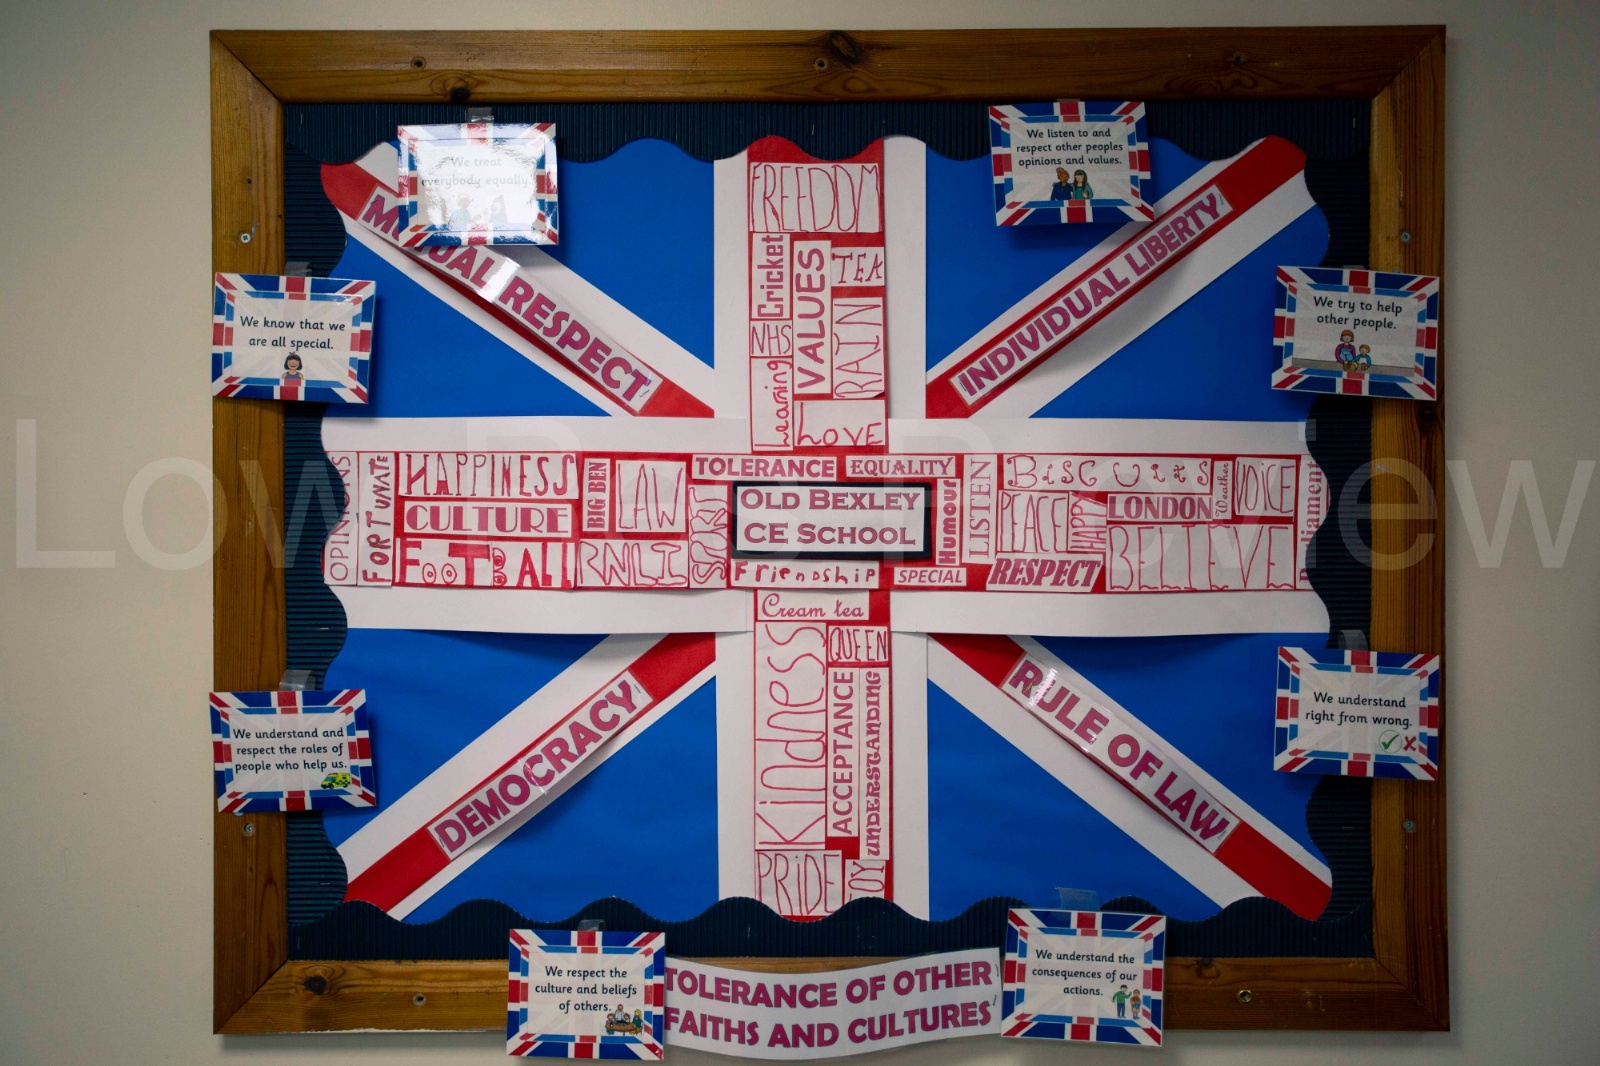 We treat
everybody equally.
We listen to and
respect other peoples
opinions and values.
We know that we
are all special.
We try to help
other people.
MUTUAL RESPECT
INDIVIDUAL LIBERTY
FREEDOM
Cricket
VALUES
TEA
NHS
RAIN
Learning
LOVE
OPINIONS
FORTUNATE
HAPPINESS
CULTURE
FOOTBALL
BIG BEN
LAW
RNLI
TOLERANCE
EQUALITY
OLD BEXLEY
CE SCHOOL
Friendship
SPECIAL
Humour
LISTEN
BiSCUits
PEACE
HAPPY
LONDON
Weather
VOICE
RESPECT
BELIEVE
Parliament
Cream tea
KindnesS
QUEEN
ACCEPTANCE
UNDERSTANDING
PRiDE
JOY
DEMOCRACY
RULE OF LAW
We understand and
respect the roles of
people who help us.
We understand
right from wrong.
We respect the
culture and beliefs
of others.
TOLERANCE OF OTHER
FAITHS AND CULTURES
We understand the
consequences of our
actions.
Low Res Preview